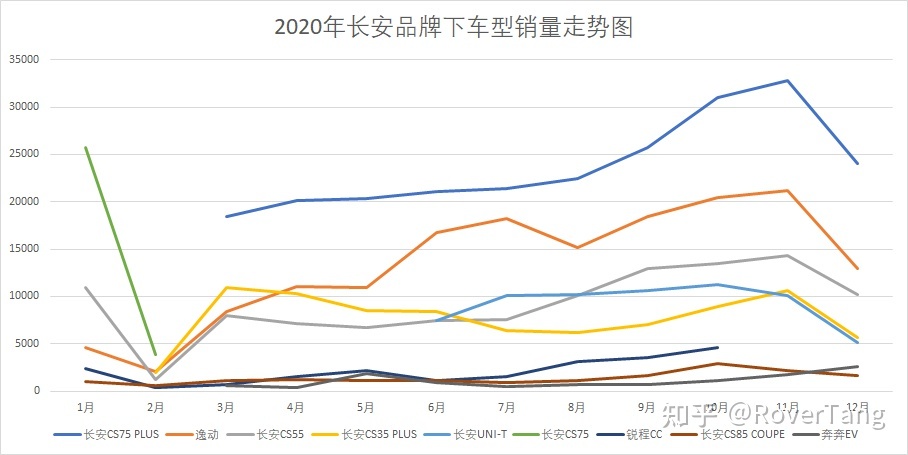 2020年长安品牌下车型销量走势图
35000
30000
25000
20000
15000
10000
5000
0
1月 2月 3月 4月 5月 6月 7月 8月 9月 10月 11月 12月
知乎 @RoverTang
长安CS75 PLUS 逸动 长安CS55 长安CS35 PLUS 长安UNI-T 长安CS75 锐程CC 长安CS85 COUPE 奔奔EV